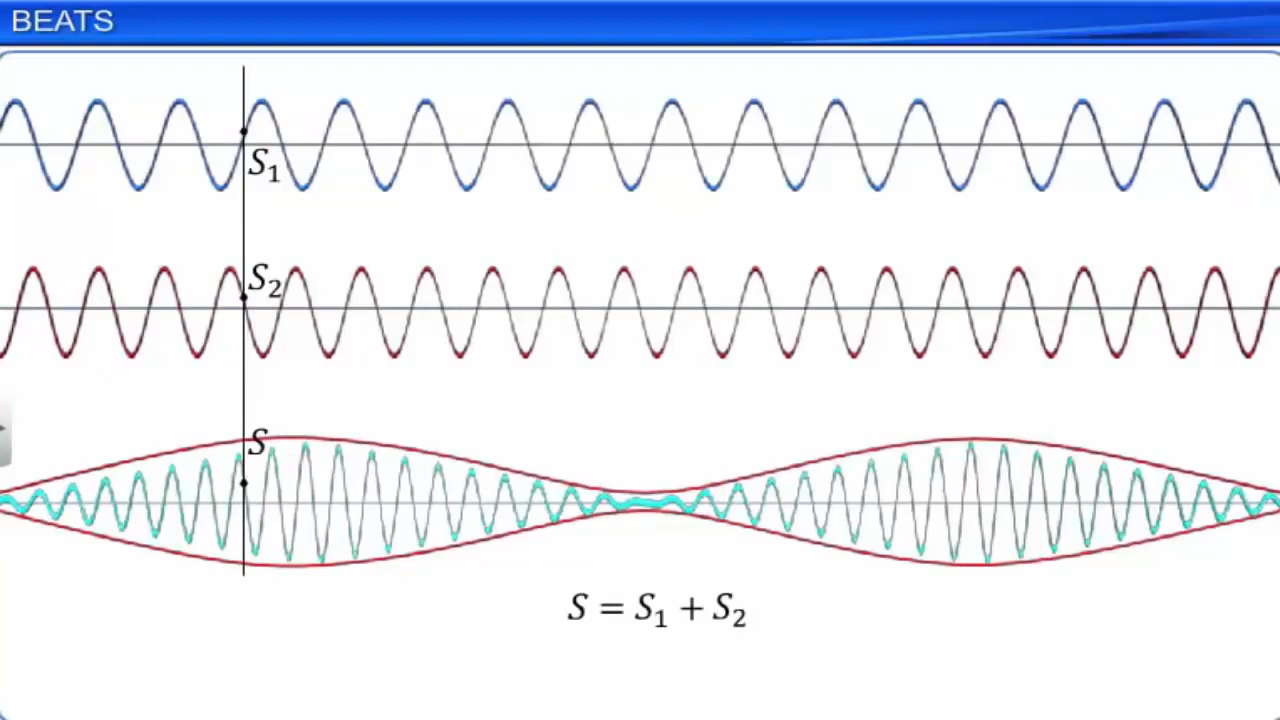 BEATS
S₁
S₂
S
S = S₁ + S₂